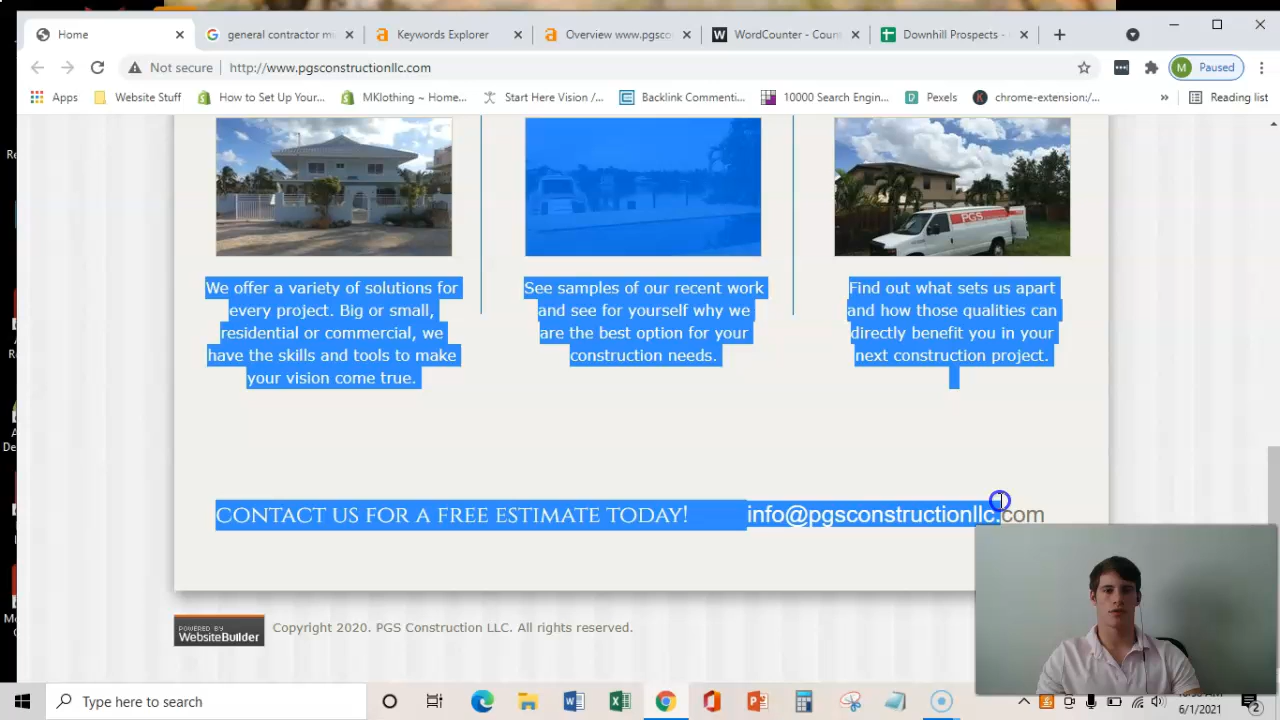 Home
general contractor m
Keywords Explorer
Overview www.pgsco
WordCounter - Coun
Downhill Prospects -
Not secure
http://www.pgsconstructionllc.com
M Paused
Apps
Website Stuff
How to Set Up Your...
MKlothing ~ Home...
Start Here Vision /...
Backlink Commenti...
10000 Search Engin...
Pexels
chrome-extension:/...
»
Reading list
PGS
We offer a variety of solutions for
every project. Big or small,
residential or commercial, we
have the skills and tools to make
your vision come true.
See samples of our recent work
and see for yourself why we
are the best option for your
construction needs.
Find out what sets us apart
and how those qualities can
directly benefit you in your
next construction project.
CONTACT US FOR A FREE ESTIMATE TODAY!
info@pgsconstructionllc.com
POWERED BY
WebsiteBuilder
Copyright 2020. PGS Construction LLC. All rights reserved.
Type here to search
6/1/2021
2